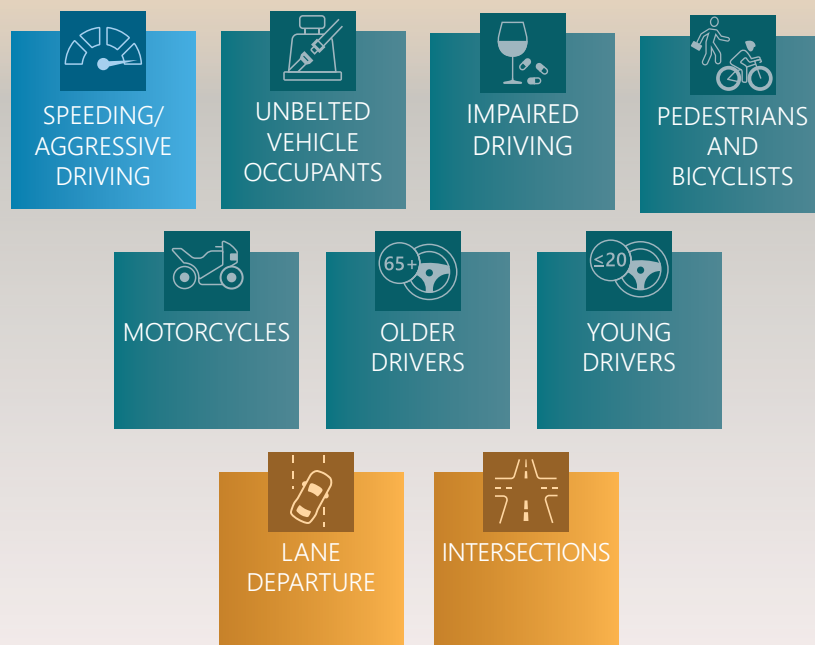 SPEEDING/
AGGRESSIVE
DRIVING
UNBELTED
VEHICLE
OCCUPANTS
IMPAIRED
DRIVING
PEDESTRIANS
AND
BICYCLISTS
MOTORCYCLES
65+
OLDER
DRIVERS
≤20
YOUNG
DRIVERS
LANE
DEPARTURE
INTERSECTIONS